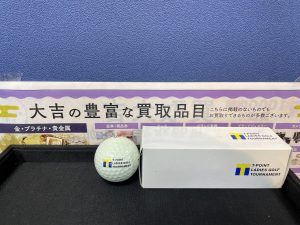 大吉の豊富な買取品目
こちらに掲載のないものでも
お買取りできるものが多数ございます。
金・プラチナ・貴金属
T-POINT
LADIES GOLF
TOURNAMENT
T-POINT
LADIES GOLF
TOURNAMENT